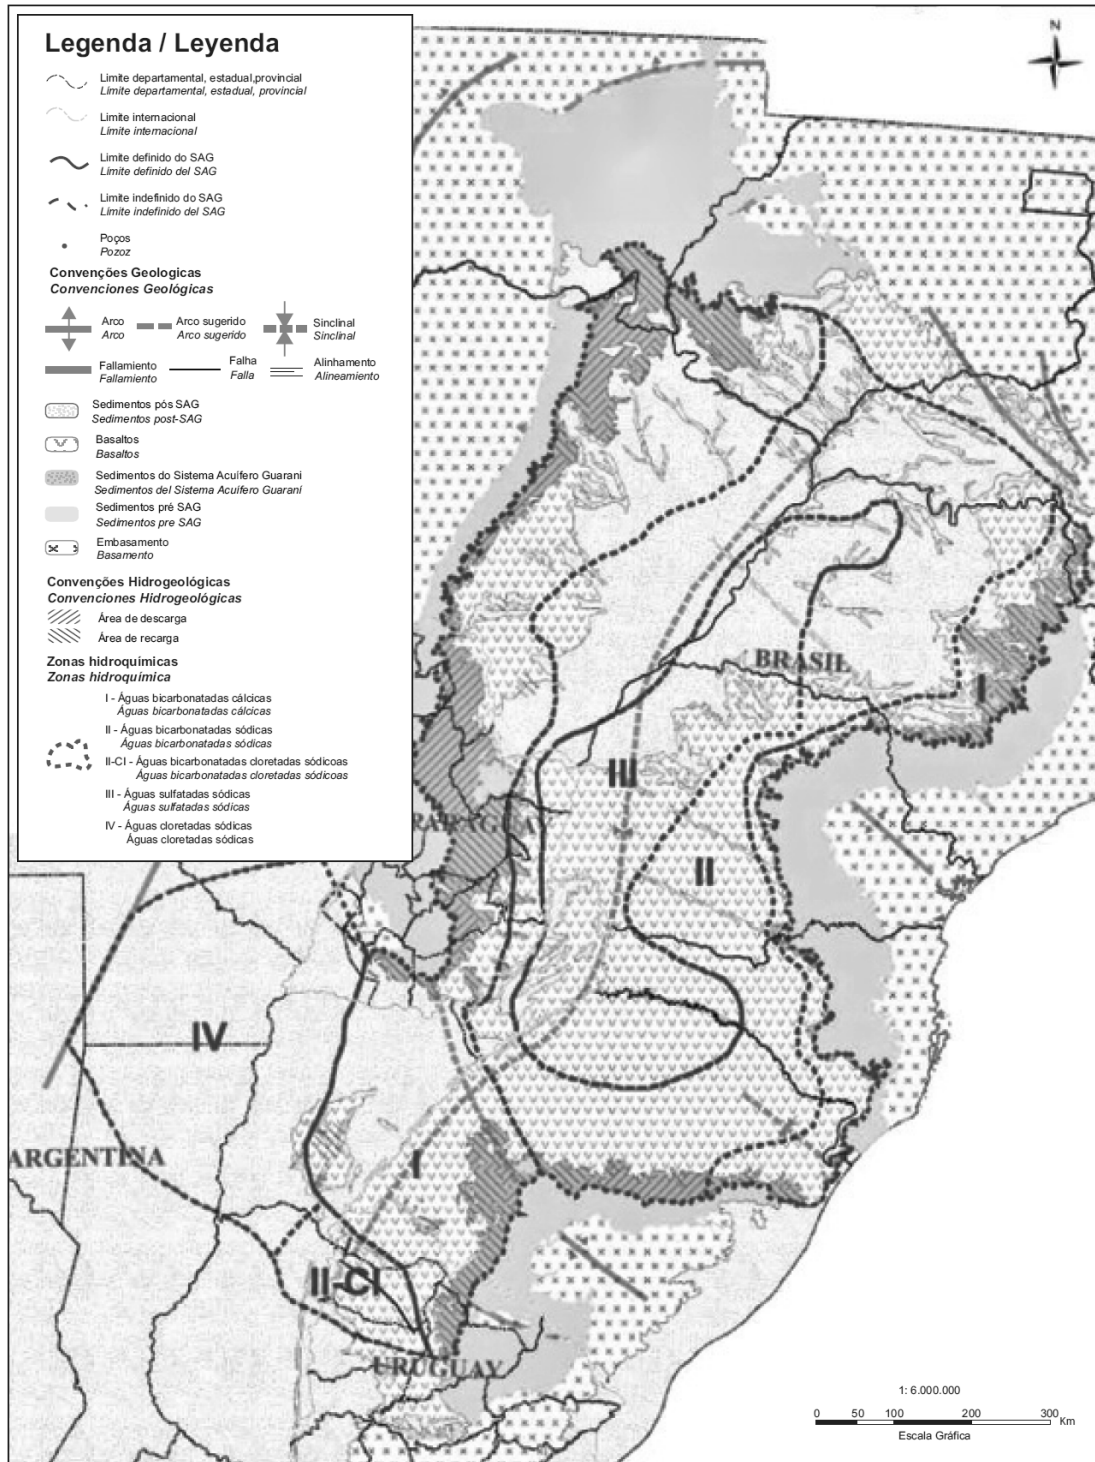 Legenda / Leyenda
Limite departamental, estadual,provincial
Límite departamental, estadual, provincial
Limite internacional
Límite internacional
Limite definido do SAG
Límite definido del SAG
Limite indefinido do SAG
Límite indefinido del SAG
Poços
Pozoz
Convenções Geologicas
Convenciones Geológicas
Arco
Arco
Arco sugerido
Arco sugerido
Sinclinal
Sinclinal
Fallamiento
Fallamiento
Falha
Falla
Alinhamento
Alineamiento
Sedimentos pós SAG
Sedimentos post-SAG
Basaltos
Basaltos
Sedimentos do Sistema Acuífero Guarani
Sedimentos del Sistema Acuífero Guaraní
Sedimentos pré SAG
Sedimentos pre SAG
Embasamento
Basamento
Convenções Hidrogeológicas
Convenciones Hidrogeológicas
Área de descarga
Área de recarga
Zonas hidroquímicas
Zonas hidroquímica
I - Águas bicarbonatadas cálcicas
Águas bicarbonatadas cálcicas
II - Águas bicarbonatadas sódicas
Águas bicarbonatadas sódicas
II-CI - Águas bicarbonatadas cloretadas sódicoas
Águas bicarbonatadas cloretadas sódicoas
III - Águas sulfatadas sódicas
Águas sulfatadas sódicas
IV - Águas cloretadas sódicas
Águas cloretadas sódicas
N
BRASIL
I
III
II
IV
ARGENTINA
I
II-CI
URUGUAY
1: 6.000.000
0 50 100 200 300 Km
Escala Gráfica